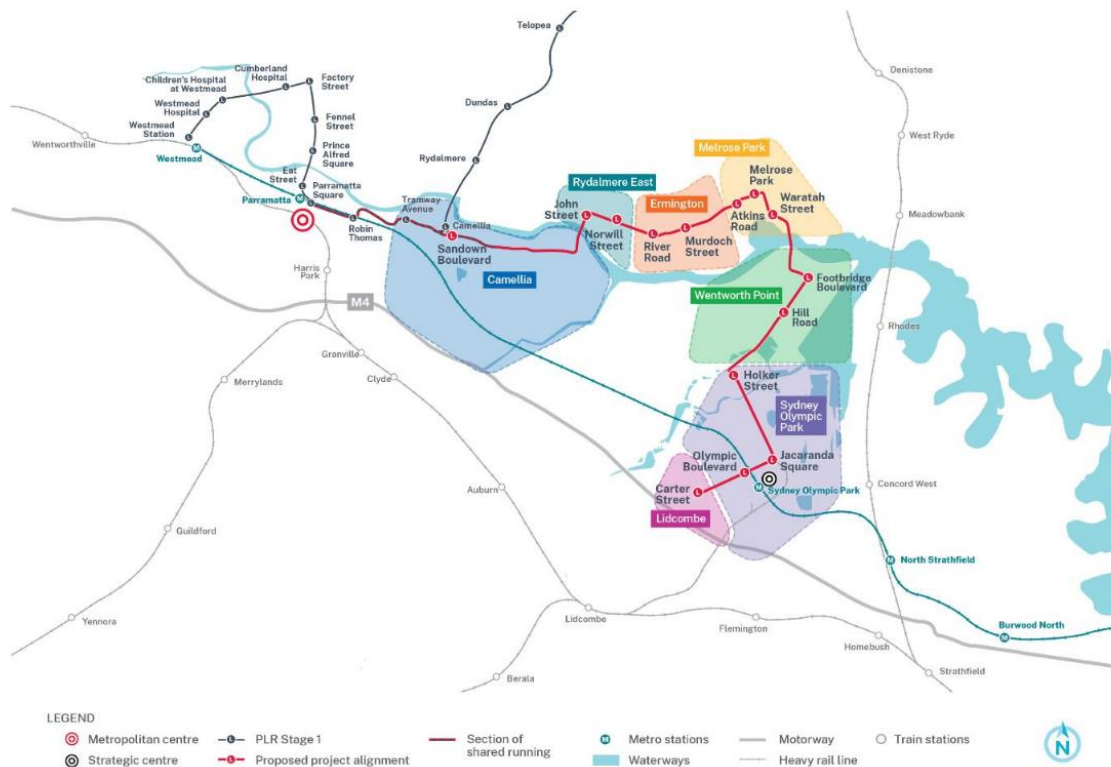 Telopea
Denistone
Cumberland
Hospital
Factory
Street
Children's Hospital
at Westmead
Westmead
Hospital
Dundas
Fennel
Street
Westmead
Station
Wentworthville
West Ryde
Westmead
Prince
Alfred
Square
Rydalmere
Melrose Park
Melrose
Park
Eat
Street
Rydalmere East
Parramatta
Square
Parramatta
Tramway
Avenue
John
Street
Ermington
Waratah
Street
Atkins
Road
Meadowbank
Robin
Thomas
Camellia
Sandown
Boulevard
Norwill
Street
River
Road
Murdoch
Street
Harris
Park
Camellia
Footbridge
Boulevard
Wentworth Point
M4
Hill
Road
Rhodes
Granville
Merrylands
Clyde
Holker
Street
Sydney
Olympic
Park
Olympic
Boulevard
Jacaranda
Square
Carter
Street
Sydney Olympic Park
Concord West
Auburn
Lidcombe
Guildford
North Strathfield
Yennora
Lidcombe
Flemington
Burwood North
Homebush
Berala
Strathfield
LEGEND
Metropolitan centre
PLR Stage 1
Section of
shared running
Metro stations
Motorway
Train stations
Strategic centre
Proposed project alignment
Waterways
Heavy rail line
N